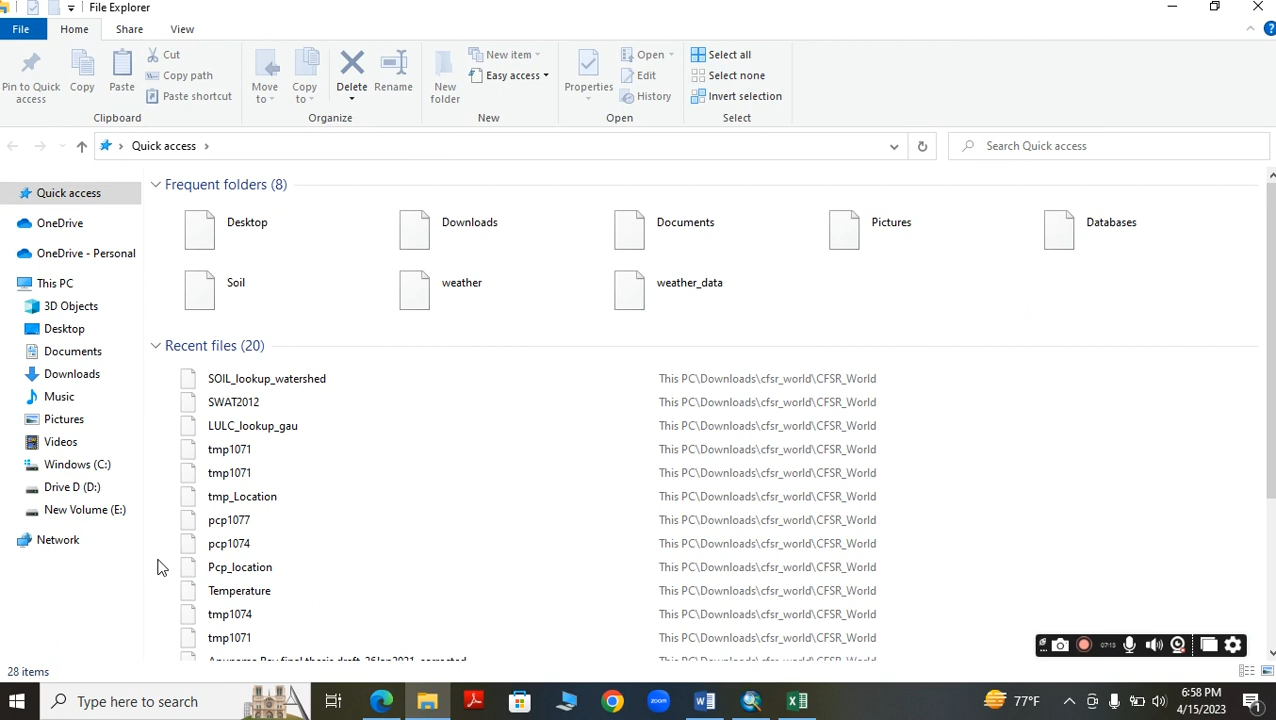 File Explorer
File Home Share View
Pin to Quick access
Copy
Paste
Cut
Copy path
Paste shortcut
Clipboard
Move to
Copy to
Delete
Rename
Organize
New folder
New item
Easy access
New
Properties
Open
Edit
History
Open
Select all
Select none
Invert selection
Select
Quick access
Search Quick access
Quick access
OneDrive
OneDrive - Personal
This PC
3D Objects
Desktop
Documents
Downloads
Music
Pictures
Videos
Windows (C:)
Drive D (D:)
New Volume (E:)
Network
Frequent folders (8)
Desktop
Downloads
Documents
Pictures
Databases
Soil
weather
weather_data
Recent files (20)
SOIL_lookup_watershed This PC\Downloads\cfsr_world\CFSR_World
SWAT2012 This PC\Downloads\cfsr_world\CFSR_World
LULC_lookup_gau This PC\Downloads\cfsr_world\CFSR_World
tmp1071 This PC\Downloads\cfsr_world\CFSR_World
tmp1071 This PC\Downloads\cfsr_world\CFSR_World
tmp_Location This PC\Downloads\cfsr_world\CFSR_World
pcp1077 This PC\Downloads\cfsr_world\CFSR_World
pcp1074 This PC\Downloads\cfsr_world\CFSR_World
Pcp_location This PC\Downloads\cfsr_world\CFSR_World
Temperature This PC\Downloads\cfsr_world\CFSR_World
tmp1074 This PC\Downloads\cfsr_world\CFSR_World
tmp1071 This PC\Downloads\cfsr_world\CFSR_World
28 items
Type here to search
zoom
77°F
6:58 PM
4/15/2023